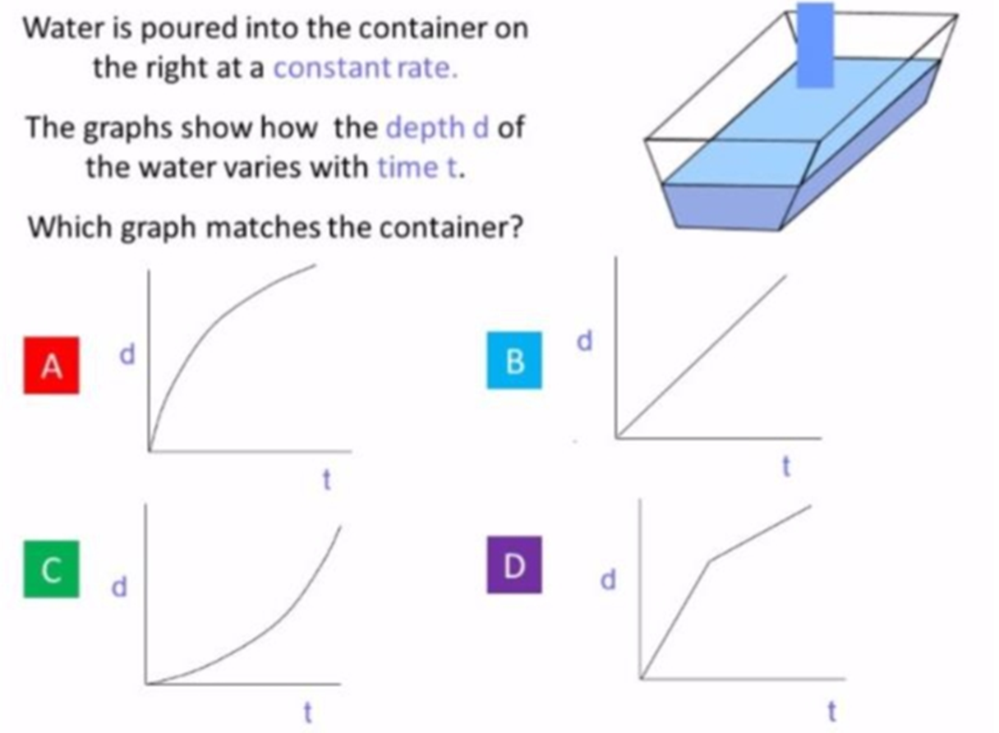 Water is poured into the container on
the right at a constant rate.
The graphs show how the depth d of
the water varies with time t.
Which graph matches the container?
A
d
t
B
d
t
C
d
t
D
d
t